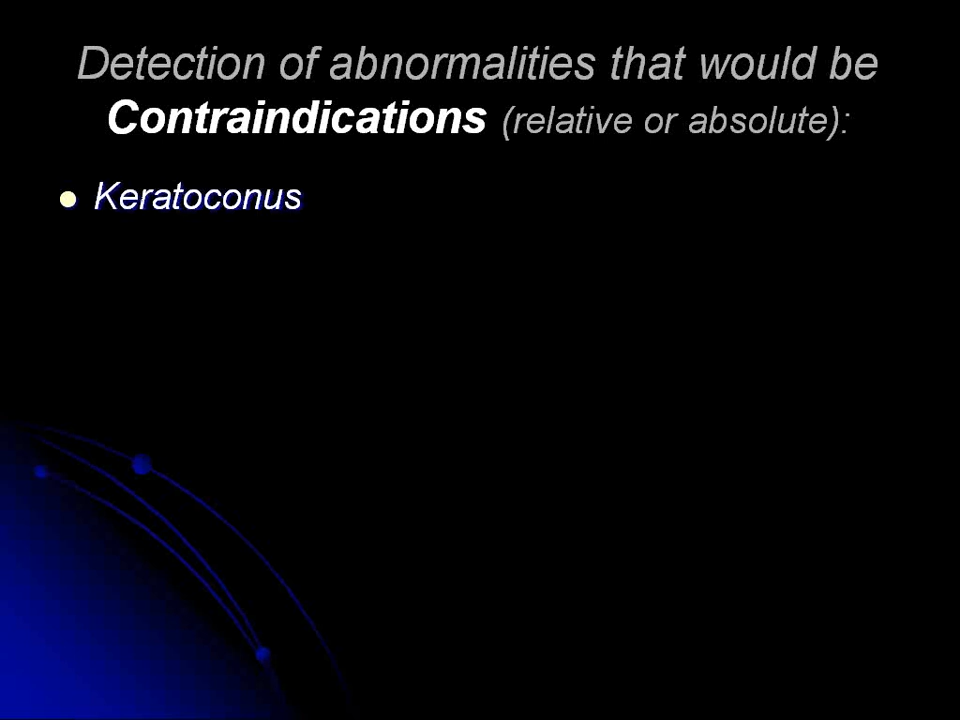 Detection of abnormalities that would be
Contraindications (relative or absolute):
Keratoconus